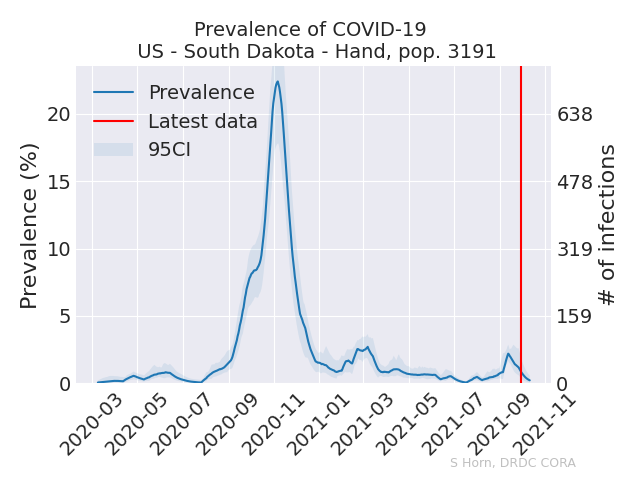 Prevalence of COVID-19
US - South Dakota - Hand, pop. 3191
Prevalence
Latest data
95CI
Prevalence (%)
20
15
10
5
0
638
478
319
159
0
# of infections
2020-03
2020-05
2020-07
2020-09
2020-11
2021-01
2021-03
2021-05
2021-07
2021-09
2021-11
S Horn, DRDC CORA